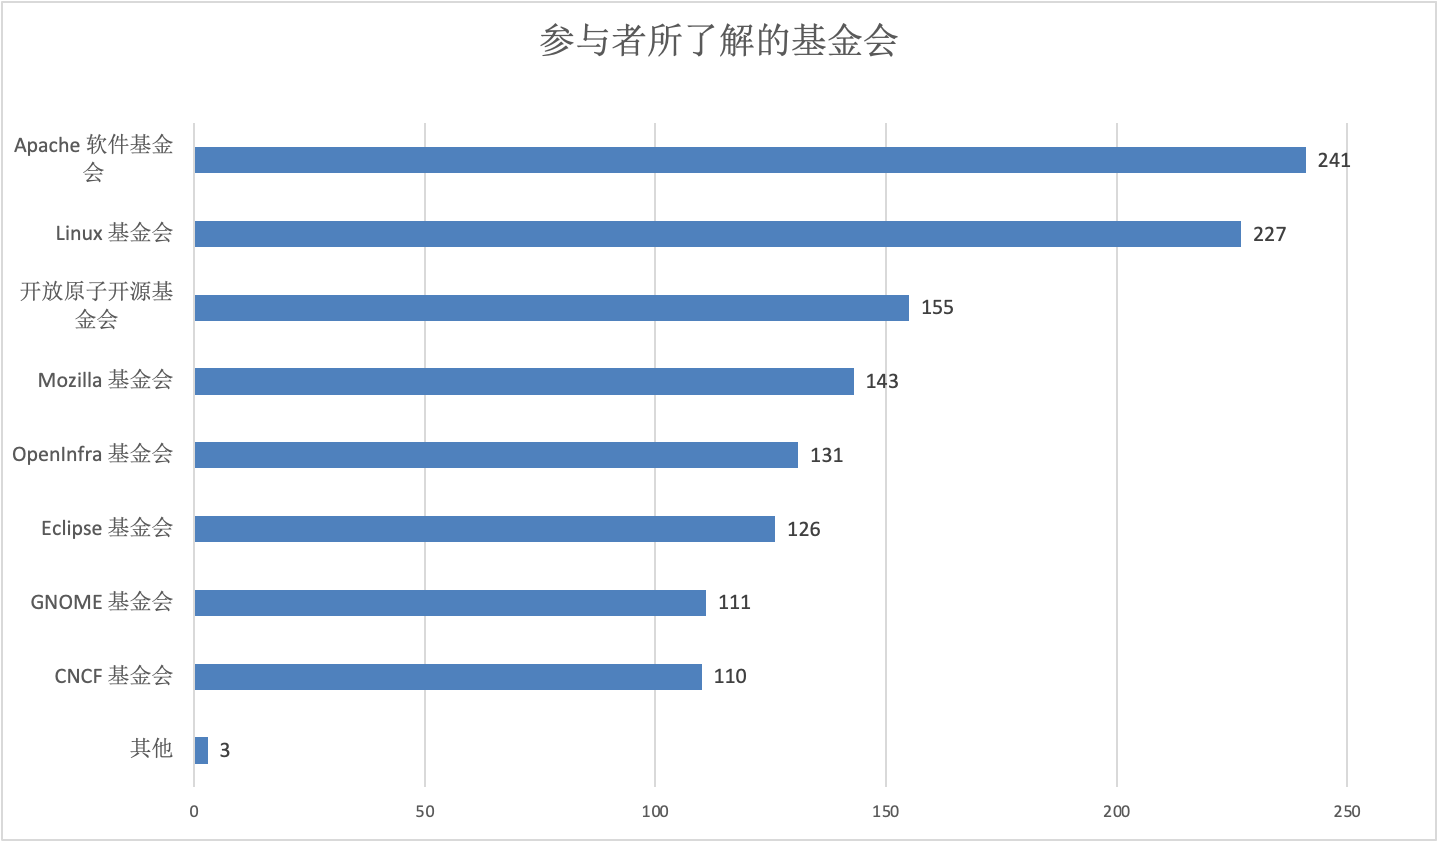 参与者所了解的基金会
Apache 软件基金
会
241
Linux 基金会
227
开放原子开源基
金会
155
Mozilla 基金会
143
OpenInfra 基金会
131
Eclipse 基金会
126
GNOME 基金会
111
CNCF 基金会
110
其他
3
0
50
100
150
200
250